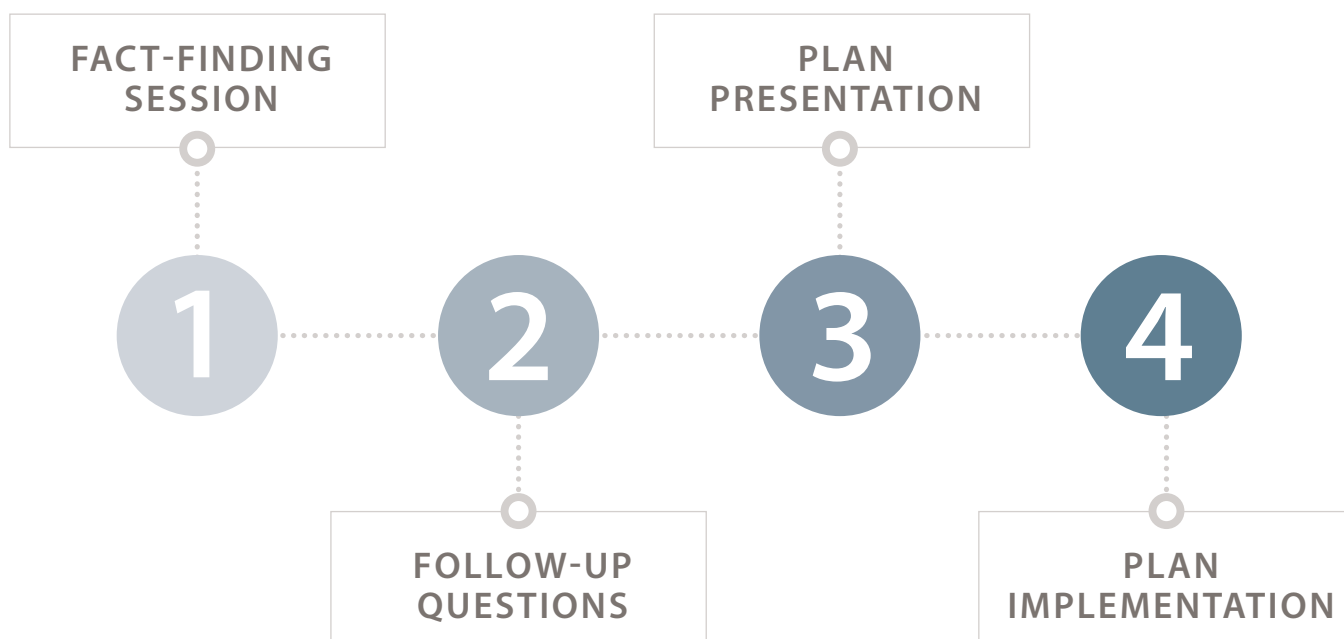 FACT-FINDING
SESSION
PLAN
PRESENTATION
1
2
3
4
FOLLOW-UP
QUESTIONS
PLAN
IMPLEMENTATION